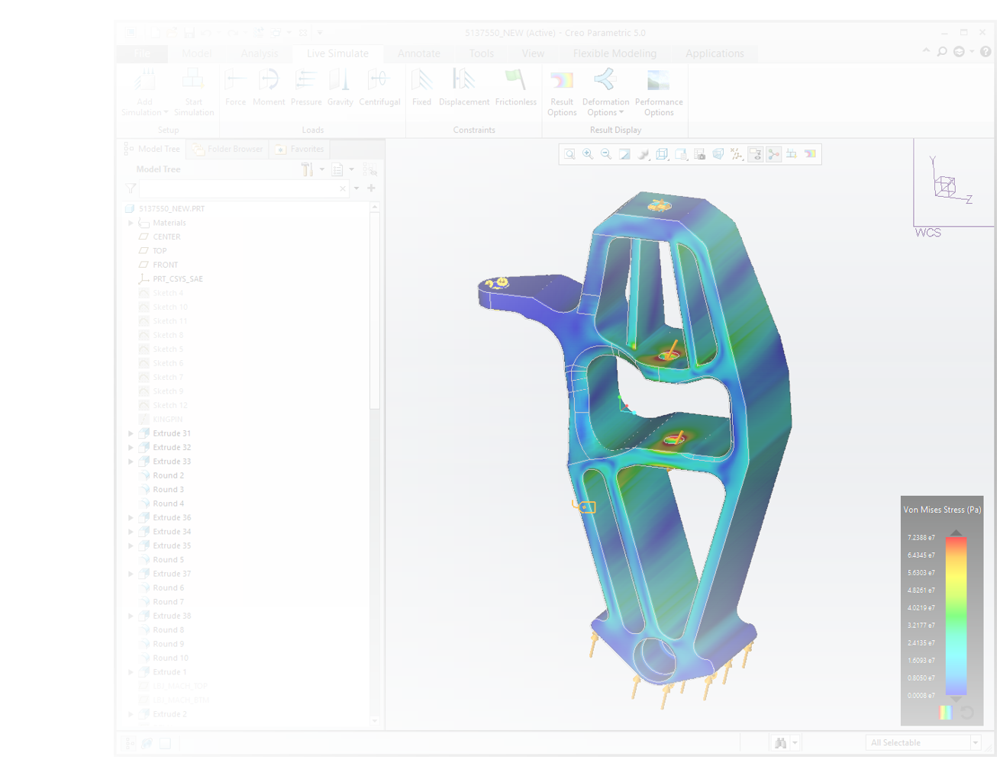 5137550_NEW (Active) - Creo Parametric 5.0
File Model Analysis Live Simulate Annotate Tools View Flexible Modeling Applications
Add Simulation Start Simulation Force Moment Pressure Gravity Centrifugal Fixed Displacement Frictionless Result Options Deformation Options Performance Options
Setup Loads Constraints Result Display
Model Tree Folder Browser Favorites
Model Tree
5137550_NEW.PRT
Materials
CENTER
TOP
FRONT
PRT_CSYS_SAE
Sketch 4
Sketch 10
Sketch 11
Sketch 8
Sketch 5
Sketch 6
Sketch 7
Sketch 9
Sketch 12
KINGPIN
Extrude 31
Extrude 32
Extrude 33
Round 2
Round 3
Round 4
Extrude 36
Extrude 34
Extrude 35
Round 5
Extrude 37
Round 6
Round 7
Extrude 38
Round 8
Round 9
Round 10
Extrude 1
LBJ_MACH_TOP
LBJ_MACH_BTM
Extrude 2
Y
Z
WCS
Von Mises Stress (Pa)
7.2388 e7
6.4345 e7
5.6303 e7
4.8261 e7
4.0219 e7
3.2177 e7
2.4135 e7
1.6093 e7
0.8050 e7
0.0008 e7
All Selectable